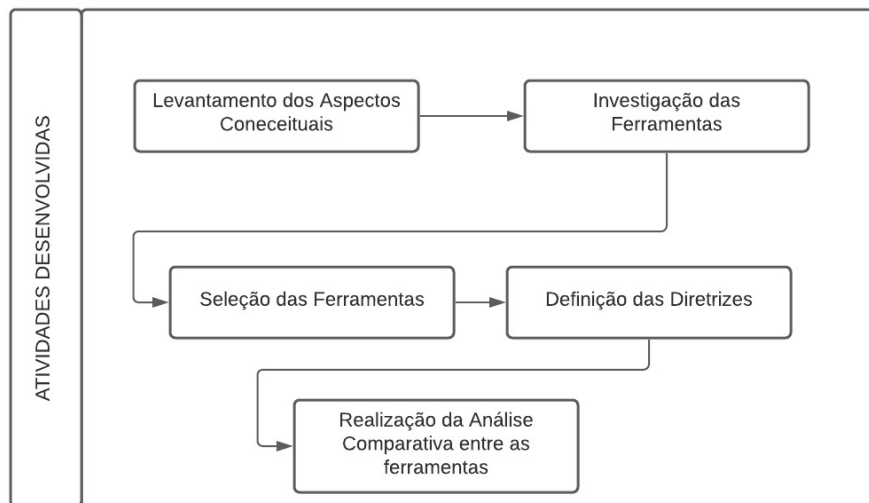 ATIVIDADES DESENVOLVIDAS
Levantamento dos Aspectos
Coneceituais
Investigação das
Ferramentas
Seleção das Ferramentas
Definição das Diretrizes
Realização da Análise
Comparativa entre as
ferramentas